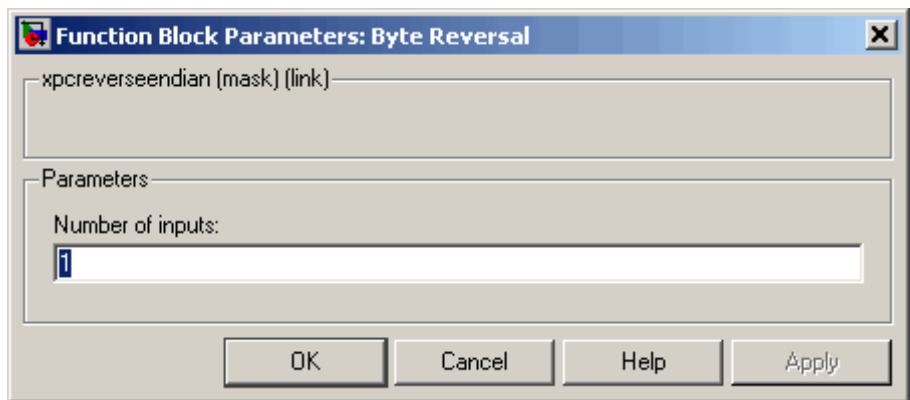 Function Block Parameters: Byte Reversal
xpcreverseendian (mask) (link)
Parameters
Number of inputs:
1
OK Cancel Help Apply